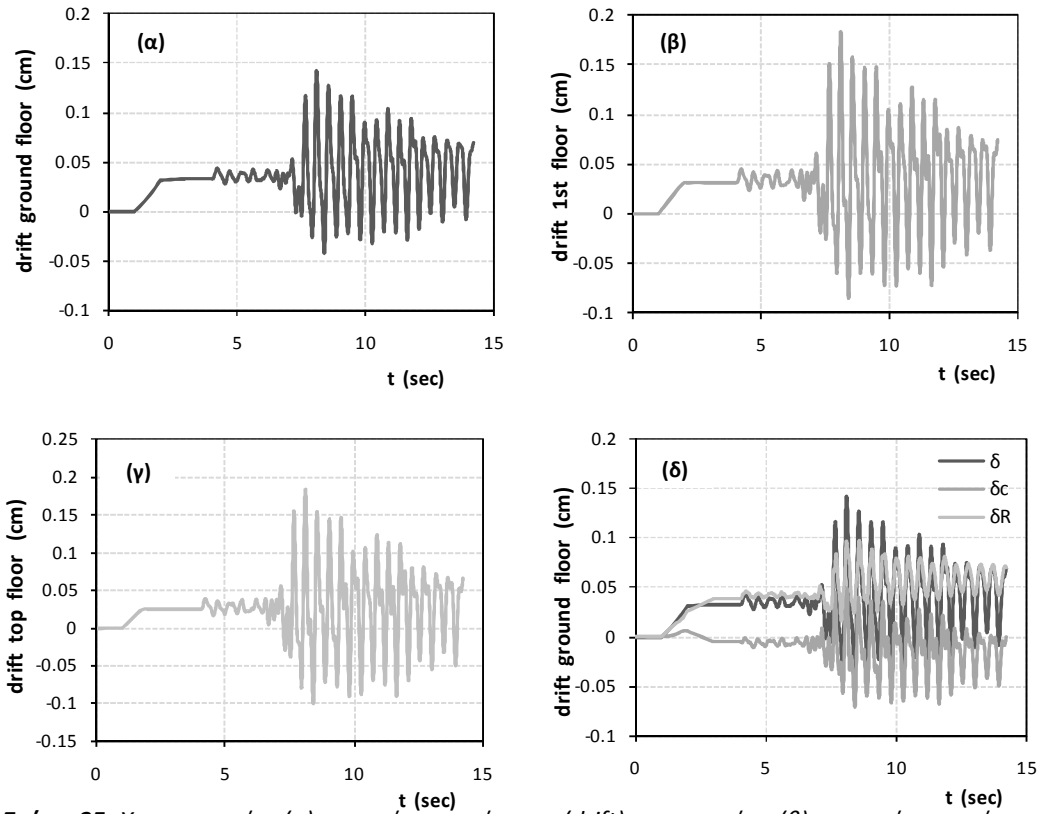 0.2
0.15
0.1
0.05
0
-0.05
-0.1
(α)
drift ground floor (cm)
0 5 10 15
t (sec)
0.2
0.15
0.1
0.05
0
-0.05
-0.1
(β)
drift 1st floor (cm)
0 5 10 15
t (sec)
0.25
0.2
0.15
0.1
0.05
0
-0.05
-0.1
-0.15
(γ)
drift top floor (cm)
0 5 10 15
t (sec)
0.2
0.15
0.1
0.05
0
-0.05
-0.1
(δ)
δ
δc
δR
drift ground floor (cm)
0 5 10 15
t (sec)
(drift) (β)